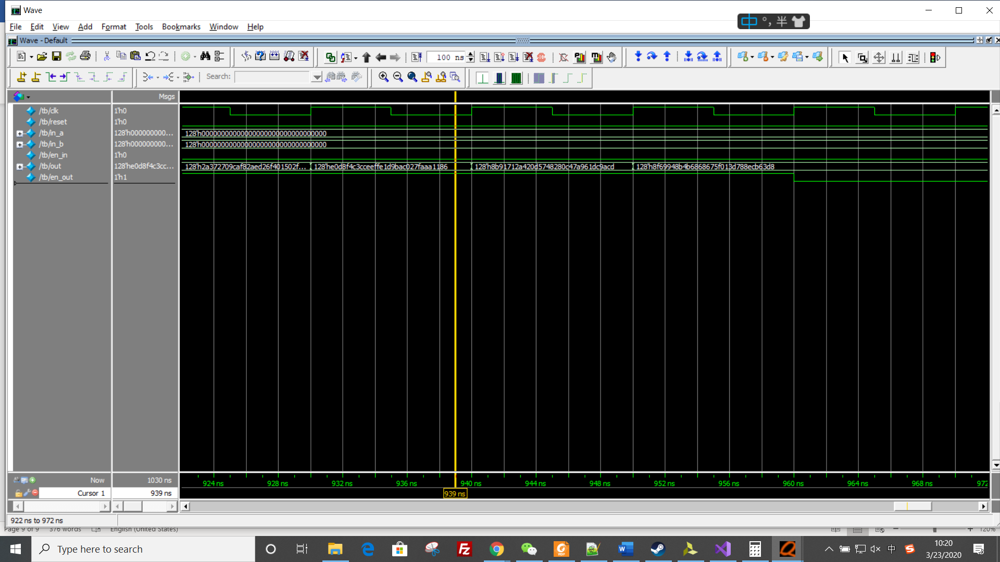 Wave
File Edit View Add Format Tools Bookmarks Window Help
中 °, 半
Wave - Default
100 ns
Search:
Msgs
/tb/clk 1'h0
/tb/reset 1'h0
/tb/in_a 128'h000000000... 128'h00000000000000000000000000000000
/tb/in_b 128'h000000000... 128'h00000000000000000000000000000000
/tb/en_in 1'h0
/tb/out 128'he0d8f4c3cc... 128'h2a372709caf82aed26f401502f... 128'he0d8f4c3cceeffe1d9bac027faaa1186 128'h8b91712a420d5748280c47a961dc9acd 128'h8f69948b4b6868675f013d788ecb63d8
/tb/en_out 1'h1
Now 1030 ns
924 ns 928 ns 932 ns 936 ns 940 ns 944 ns 948 ns 952 ns 956 ns 960 ns 964 ns 968 ns 972
Cursor 1 939 ns 939 ns
922 ns to 972 ns
Page 9 of 9 376 words English (United States) 120%
Type here to search
中
10:20
3/23/2020